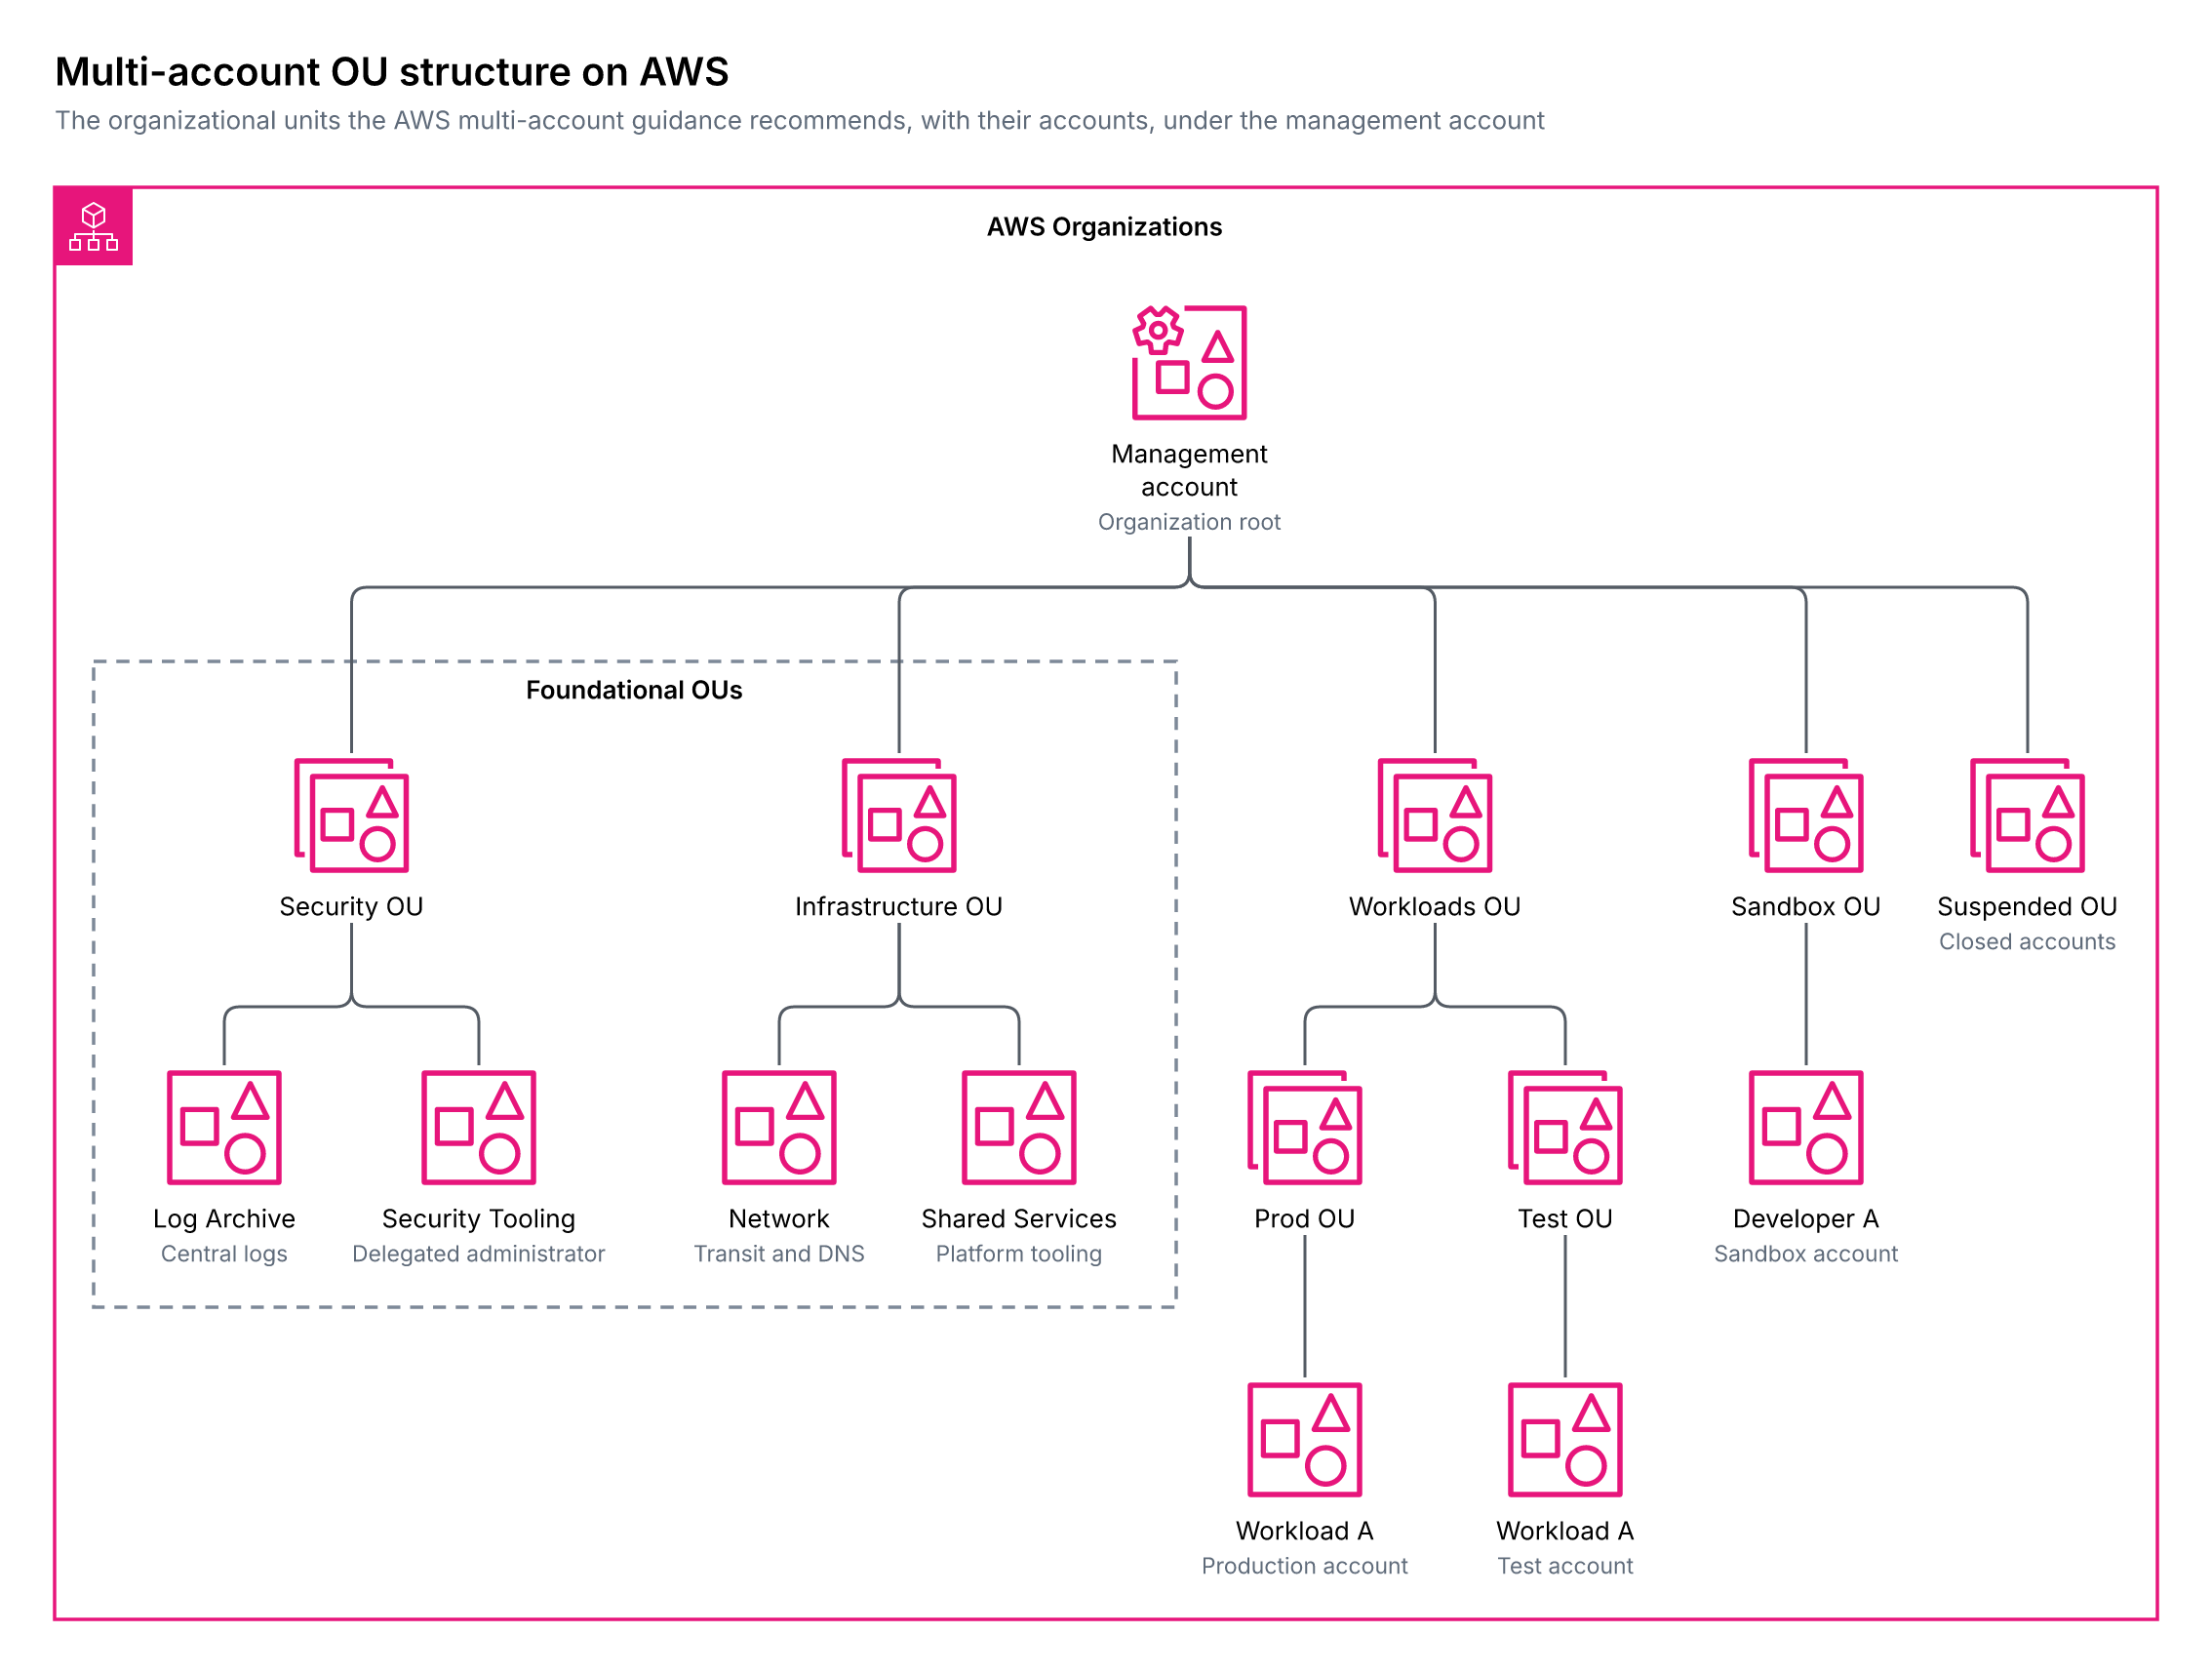 Multi-account OU structure on AWS
The organizational units the AWS multi-account guidance recommends, with their accounts, under the management account
AWS Organizations
Management
account
Organization root
Foundational OUs
Security OU
Infrastructure OU
Workloads OU
Sandbox OU
Suspended OU
Closed accounts
Log Archive
Central logs
Security Tooling
Delegated administrator
Network
Transit and DNS
Shared Services
Platform tooling
Prod OU
Test OU
Developer A
Sandbox account
Workload A
Production account
Workload A
Test account